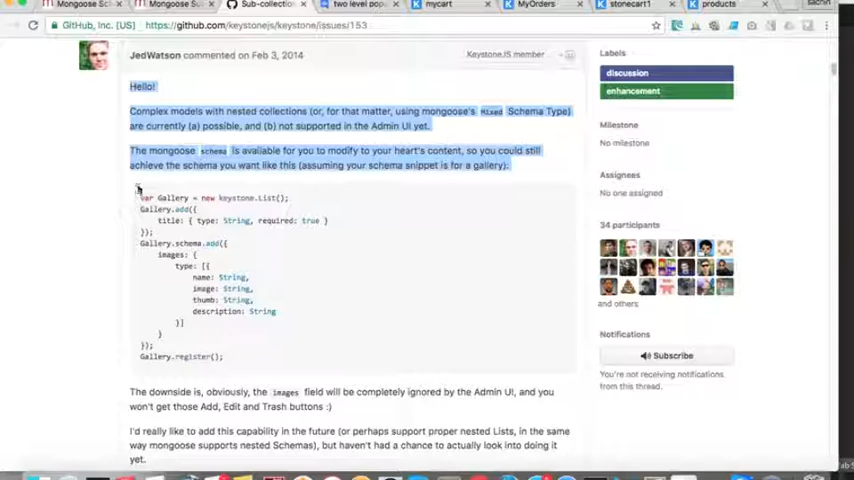 Mongoose Sc
Mongoose Su
Sub-collectio
two level popu
mycart
MyOrders
stonecart1
products
sachin
GitHub, Inc. [US]
https://github.com/keystonejs/keystone/issues/153
JedWatson commented on Feb 3, 2014
KeystoneJS member
Hello!
Complex models with nested collections (or, for that matter, using mongoose's Mixed Schema Type)
are currently (a) possible, and (b) not supported in the Admin UI yet.
The mongoose schema is available for you to modify to your heart's content, so you could still
achieve the schema you want like this (assuming your schema snippet is for a gallery):
var Gallery = new keystone.List();
Gallery.add({
title: { type: String, required: true }
});
Gallery.schema.add({
images: {
type: [{
name: String,
image: String,
thumb: String,
description: String
}]
}
});
Gallery.register();
The downside is, obviously, the images field will be completely ignored by the Admin UI, and you
won't get those Add, Edit and Trash buttons :)
I'd really like to add this capability in the future (or perhaps support proper nested Lists, in the same
way mongoose supports nested Schemas), but haven't had a chance to actually look into doing it
yet.
Labels
discussion
enhancement
Milestone
No milestone
Assignees
No one assigned
34 participants
and others
Notifications
Subscribe
You're not receiving notifications
from this thread.